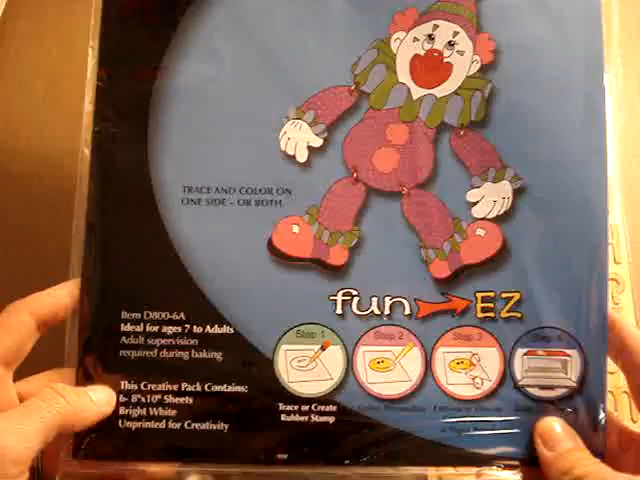 TRACE AND COLOR ON
ONE SIDE - OR BOTH.
fun EZ
Item D800-6A
Ideal for ages 7 to Adults
Adult supervision
required during baking
This Creative Pack Contains:
6- 8"x10" Sheets
Bright White
Unprinted for Creativity
Step 1
Step 2
Step 3
Step 4
Trace or Create
Rubber Stamp